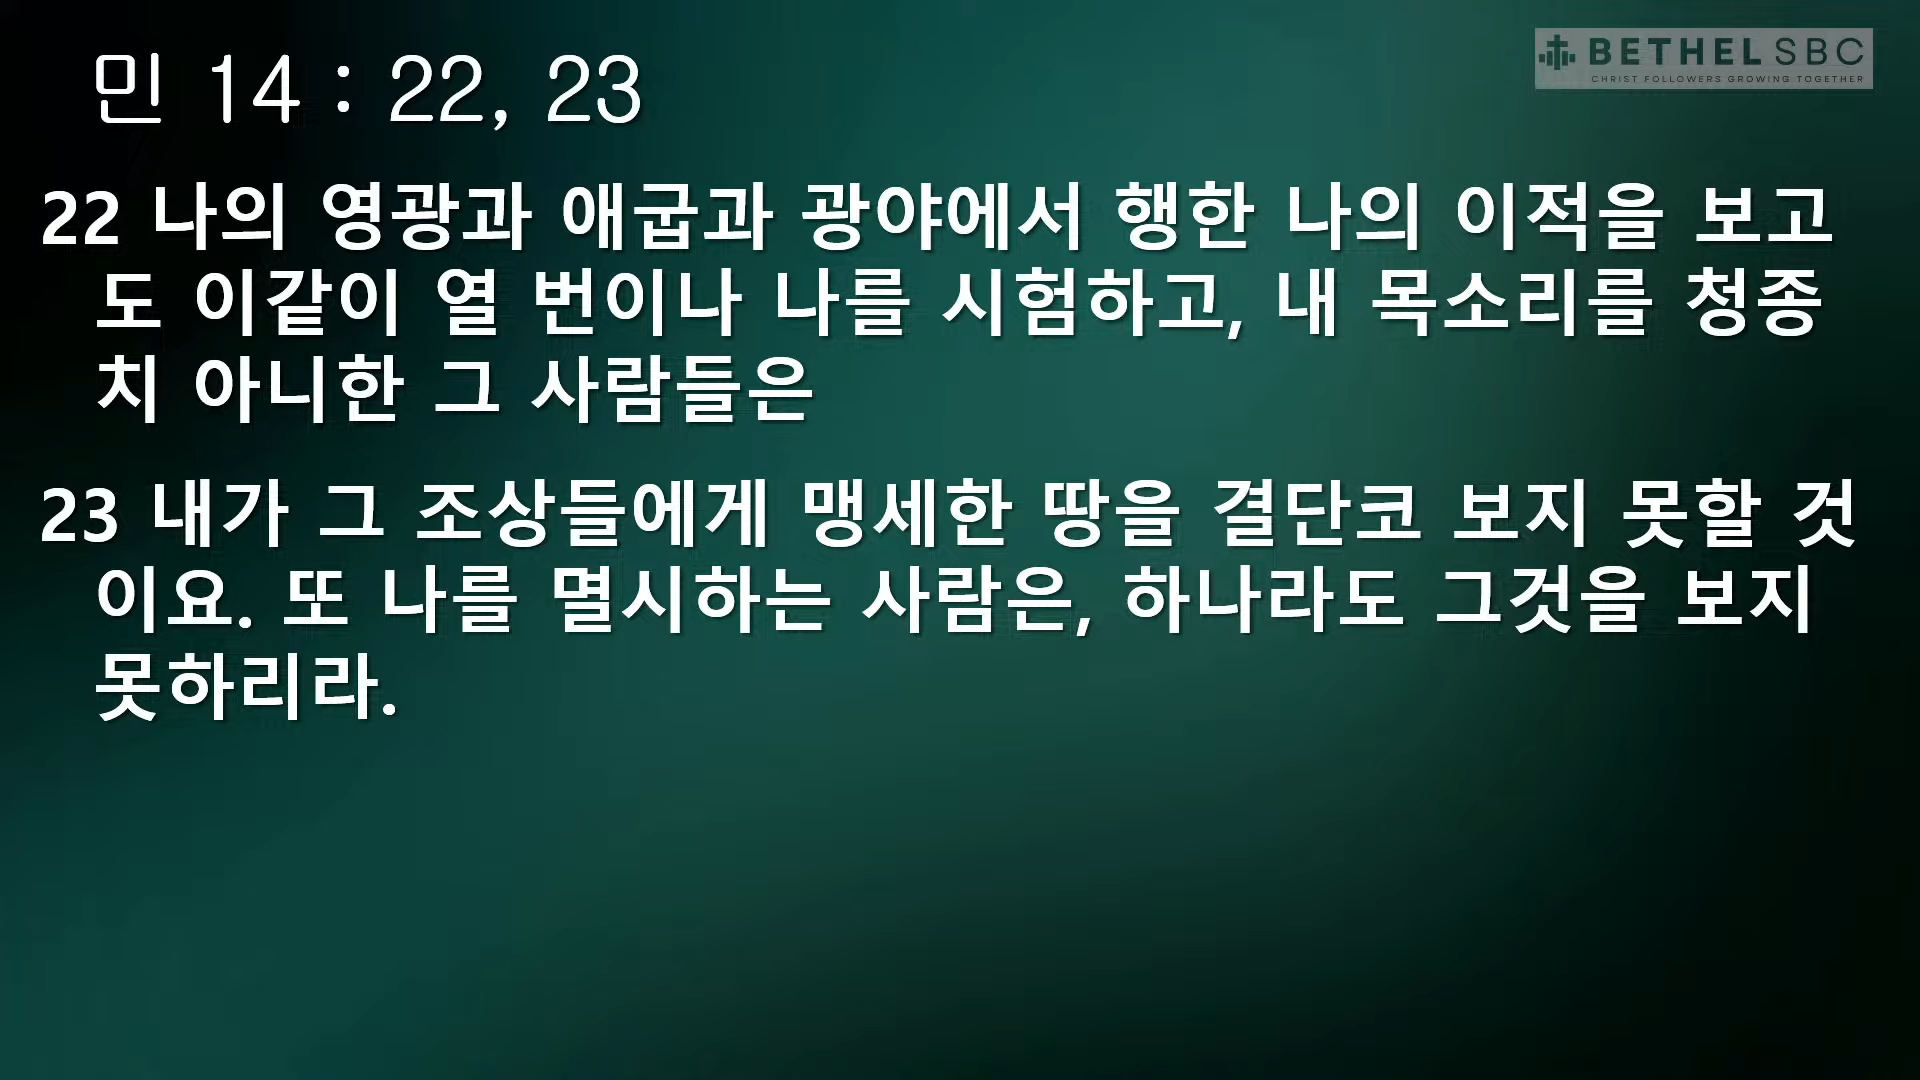 민 14 : 22, 23
BETHEL SBC
CHRIST FOLLOWERS GROWING TOGETHER
22 나의 영광과 애굽과 광야에서 행한 나의 이적을 보고
도 이같이 열 번이나 나를 시험하고, 내 목소리를 청종
치 아니한 그 사람들은
23 내가 그 조상들에게 맹세한 땅을 결단코 보지 못할 것
이요. 또 나를 멸시하는 사람은, 하나라도 그것을 보지
못하리라.